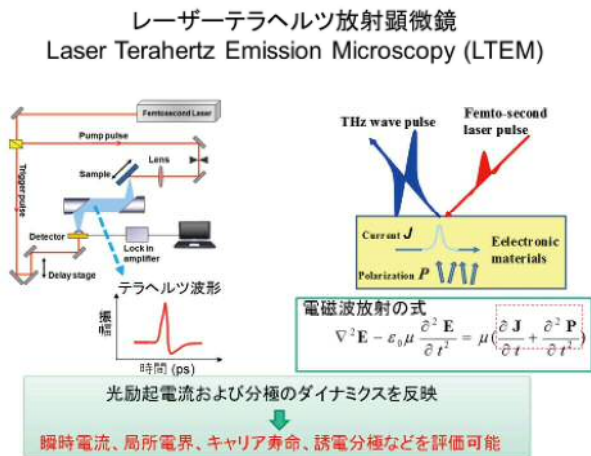 レーザーテラヘルツ放射顕微鏡
Laser Terahertz Emission Microscopy (LTEM)
Femtosecond Laser
Pump pulse
Lens
Sample
Trigger pulse
Detector
Lock in
amplifier
Delay stage
テラヘルツ波形
振幅
時間 (ps)
THz wave pulse
Femto-second
laser pulse
Current J
Eelectronic
materials
Polarization P
電磁波放射の式
∇²E − ε₀μ ∂²E/∂t² = μ(∂J/∂t + ∂²P/∂t²)
光励起電流および分極のダイナミクスを反映
瞬時電流、局所電界、キャリア寿命、誘電分極などを評価可能